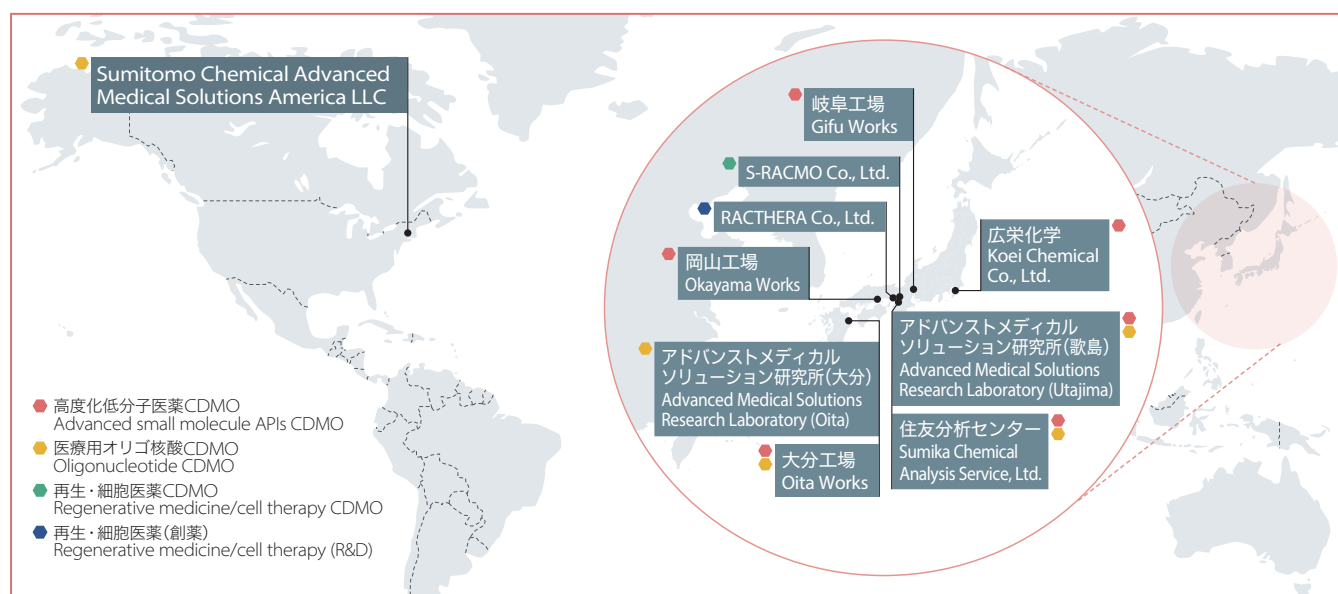 Sumitomo Chemical Advanced
Medical Solutions America LLC
岐阜工場
Gifu Works
S-RACMO Co., Ltd.
RACTHERA Co., Ltd.
岡山工場
Okayama Works
広栄化学
Koei Chemical
Co., Ltd.
アドバンストメディカル
ソリューション研究所(大分)
Advanced Medical Solutions
Research Laboratory (Oita)
アドバンストメディカル
ソリューション研究所(歌島)
Advanced Medical Solutions
Research Laboratory (Utajima)
大分工場
Oita Works
住友分析センター
Sumika Chemical
Analysis Service, Ltd.
高度化低分子医薬CDMO
Advanced small molecule APIs CDMO
医療用オリゴ核酸CDMO
Oligonucleotide CDMO
再生・細胞医薬CDMO
Regenerative medicine/cell therapy CDMO
再生・細胞医薬(創薬)
Regenerative medicine/cell therapy (R&D)